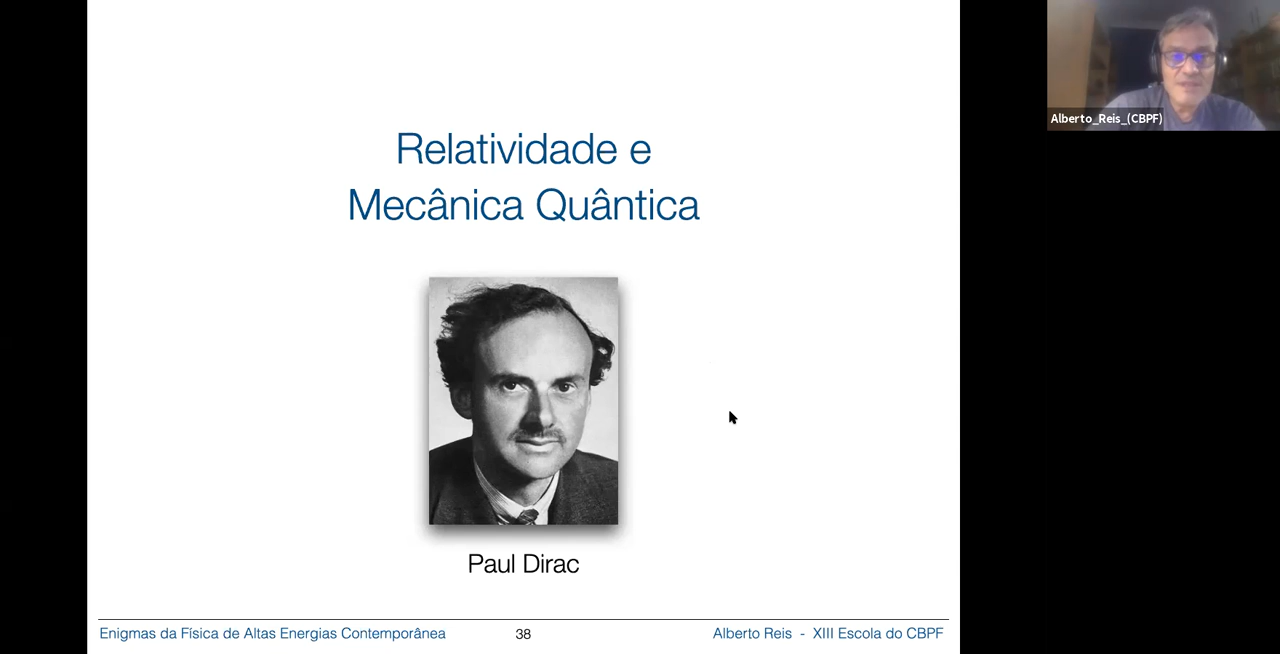 Relatividade e
Mecânica Quântica
Paul Dirac
Enigmas da Física de Altas Energias Contemporânea
38
Alberto Reis - XIII Escola do CBPF
Alberto_Reis_(CBPF)